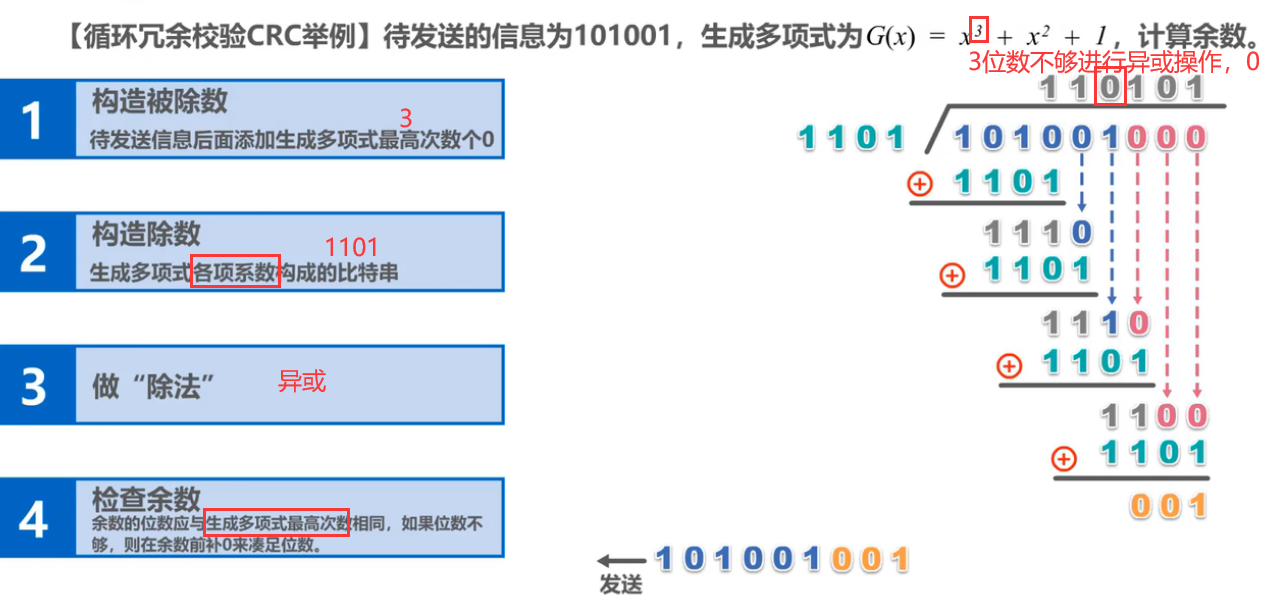 【循环冗余校验CRC举例】待发送的信息为101001，生成多项式为G(x) = x³ + x² + 1，计算余数。
3位数不够进行异或操作，0
1
构造被除数
3
待发送信息后面添加生成多项式最高次数个0
2
构造除数
1101
生成多项式各项系数构成的比特串
3
做“除法”
异或
4
检查余数
余数的位数应与生成多项式最高次数相同，如果位数不
够，则在余数前补0来凑足位数。
110101
1101 101001000
⊕ 1101
1110
⊕ 1101
1110
⊕ 1101
1100
⊕ 1101
001
101001001
发送